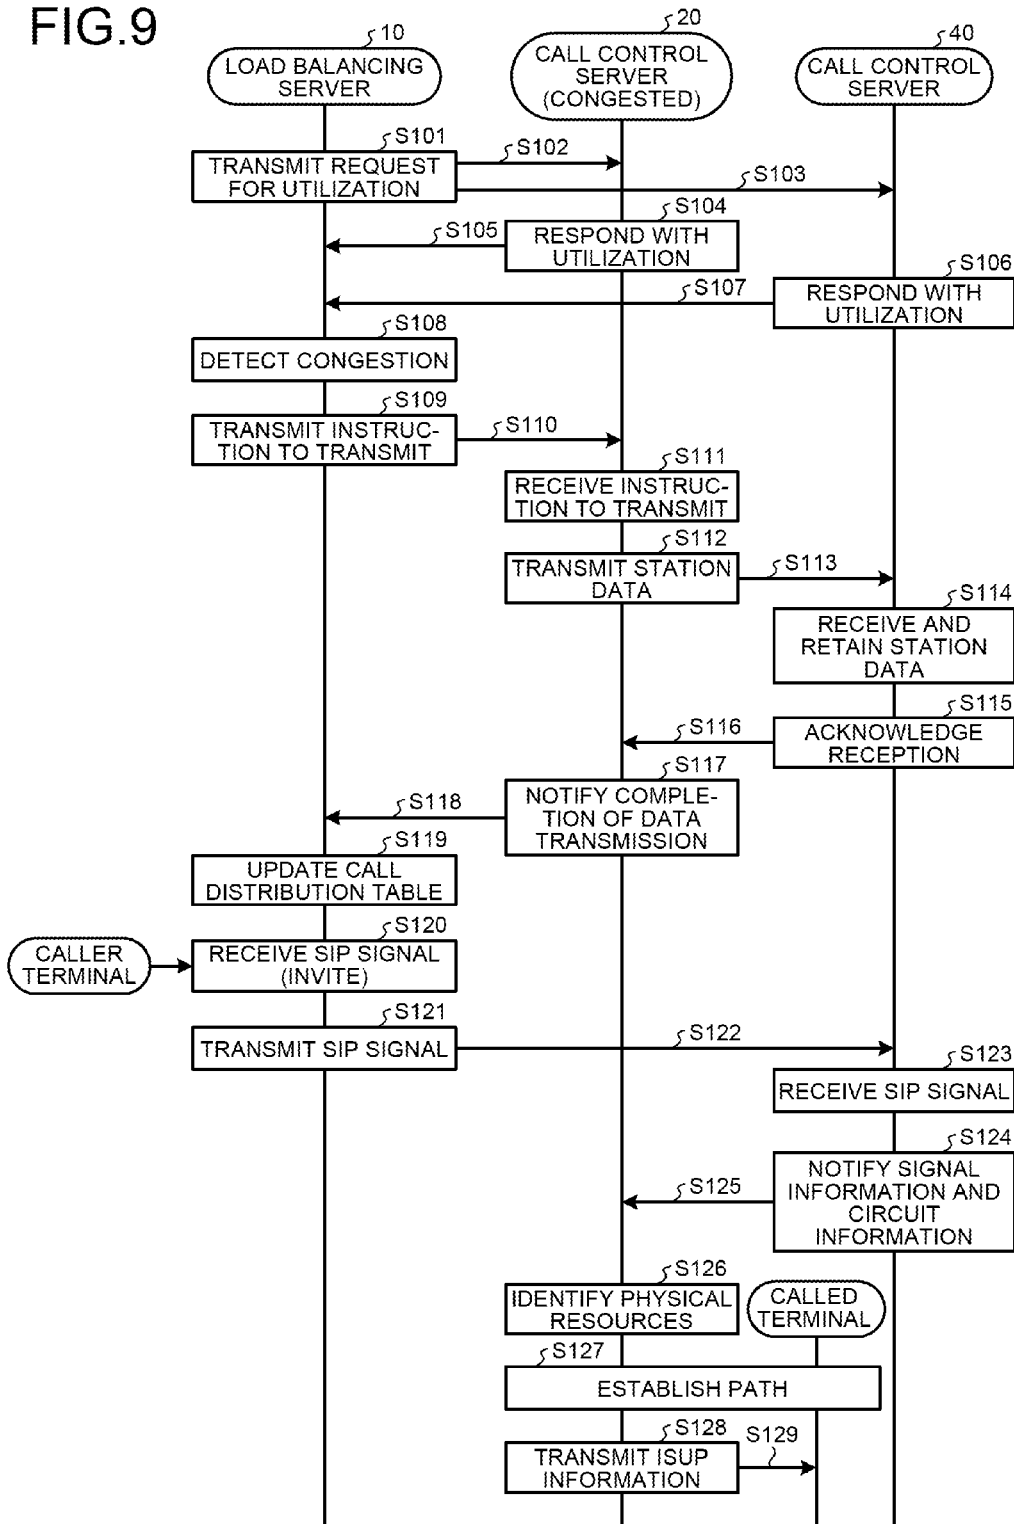 FIG.9
10
LOAD BALANCING
SERVER
20
CALL CONTROL
SERVER
(CONGESTED)
40
CALL CONTROL
SERVER
S101
TRANSMIT REQUEST
FOR UTILIZATION
S102
S103
S104
RESPOND WITH
UTILIZATION
S105
S106
RESPOND WITH
UTILIZATION
S107
S108
DETECT CONGESTION
S109
TRANSMIT INSTRUC-
TION TO TRANSMIT
S110
S111
RECEIVE INSTRUC-
TION TO TRANSMIT
S112
TRANSMIT STATION
DATA
S113
S114
RECEIVE AND
RETAIN STATION
DATA
S115
ACKNOWLEDGE
RECEPTION
S116
S117
NOTIFY COMPLE-
TION OF DATA
TRANSMISSION
S118
S119
UPDATE CALL
DISTRIBUTION TABLE
S120
CALLER
TERMINAL
RECEIVE SIP SIGNAL
(INVITE)
S121
TRANSMIT SIP SIGNAL
S122
S123
RECEIVE SIP SIGNAL
S124
NOTIFY SIGNAL
INFORMATION AND
CIRCUIT
INFORMATION
S125
S126
IDENTIFY PHYSICAL
RESOURCES
CALLED
TERMINAL
S127
ESTABLISH PATH
S128
TRANSMIT ISUP
INFORMATION
S129